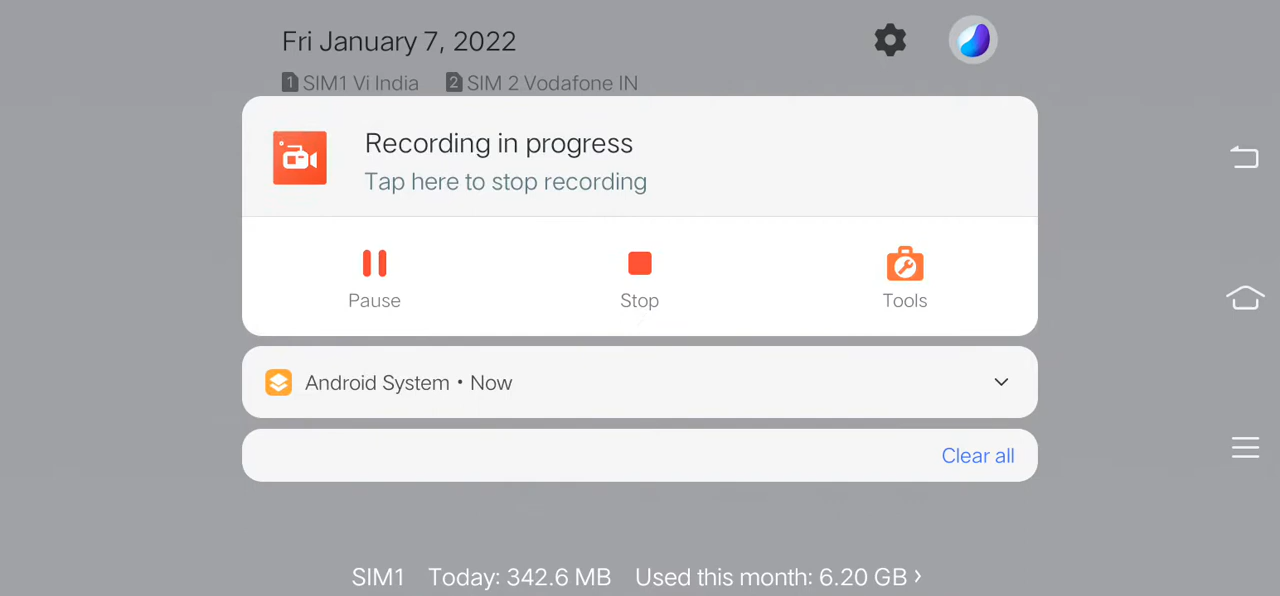 Fri January 7, 2022
1 SIM1 Vi India 2 SIM 2 Vodafone IN
Recording in progress
Tap here to stop recording
Pause Stop Tools
Android System • Now
Clear all
SIM1 Today: 342.6 MB Used this month: 6.20 GB ›